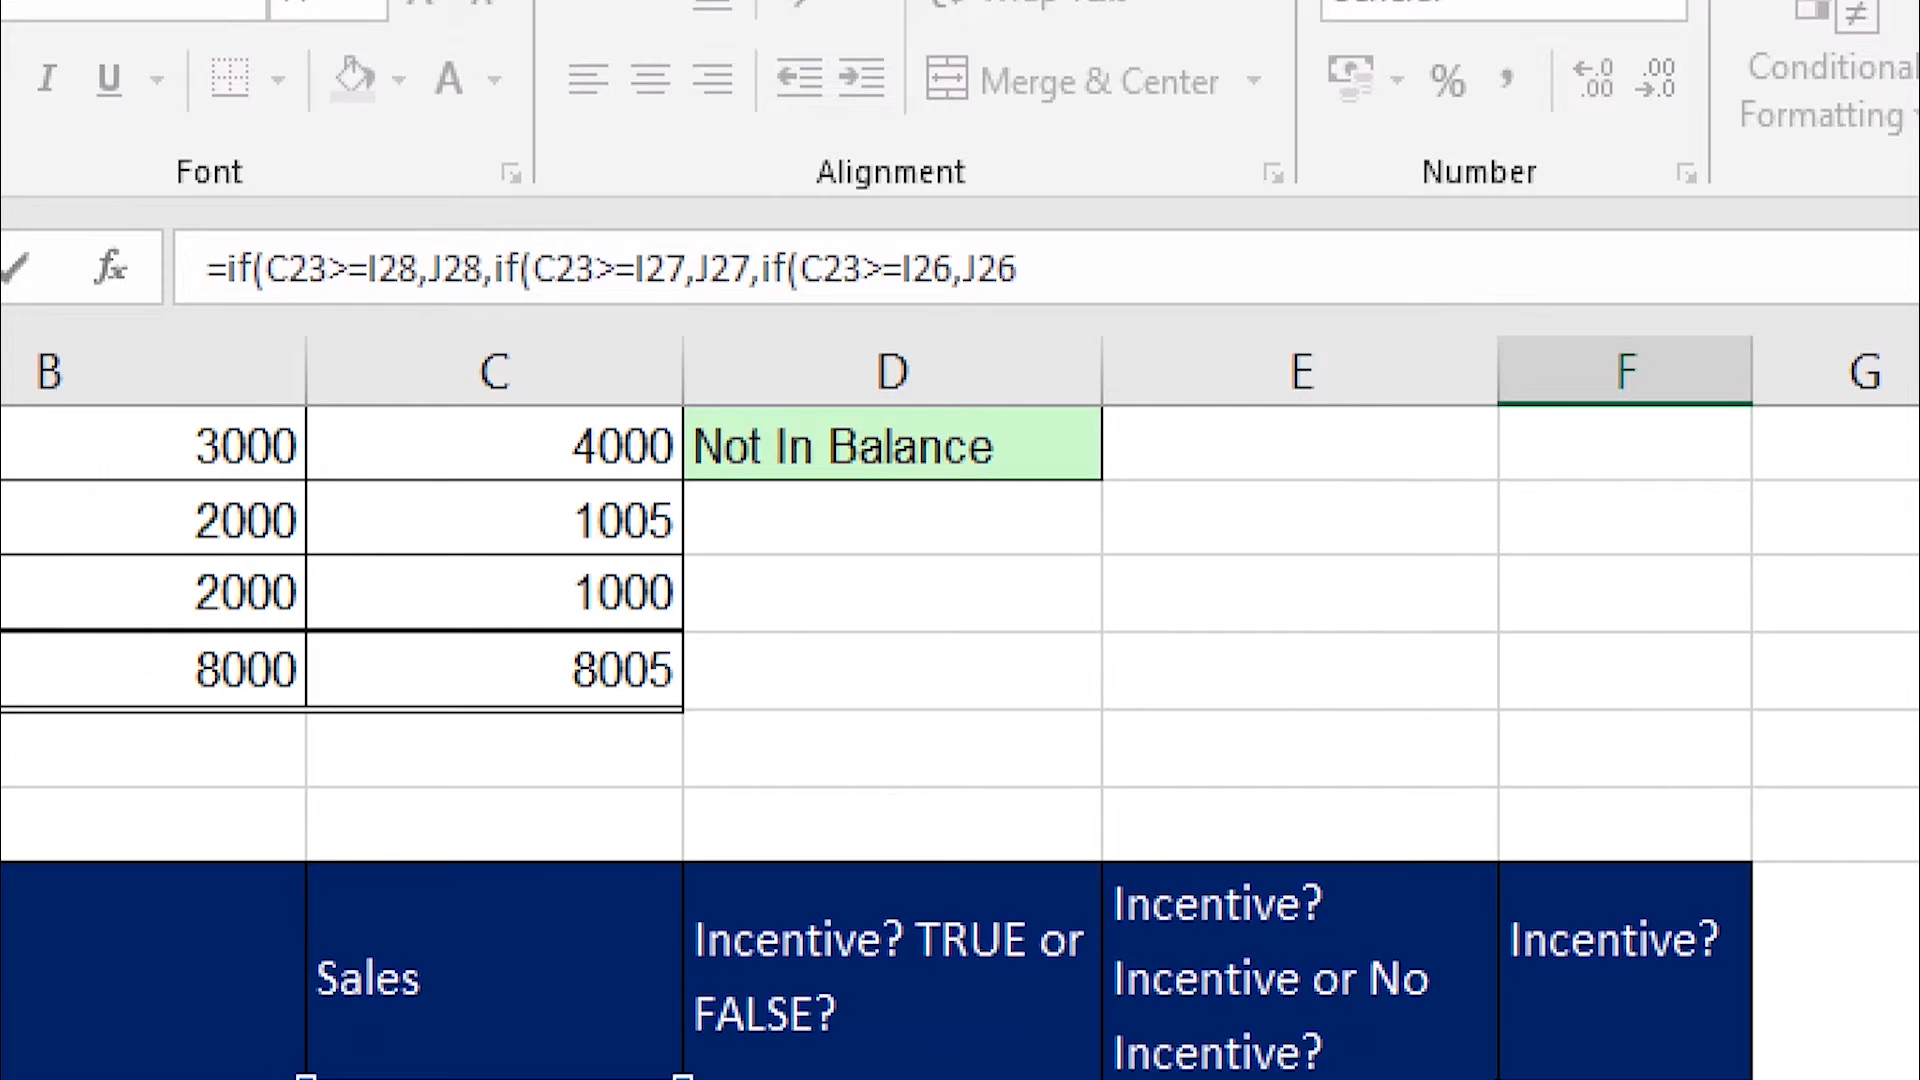 I U A
Merge & Center
% ,
Conditional
Formatting
Font
Alignment
Number
fx
=if(C23>=I28,J28,if(C23>=I27,J27,if(C23>=I26,J26
B C D E F G
3000 4000 Not In Balance
2000 1005
2000 1000
8000 8005
Sales
Incentive? TRUE or
FALSE?
Incentive?
Incentive or No
Incentive?
Incentive?